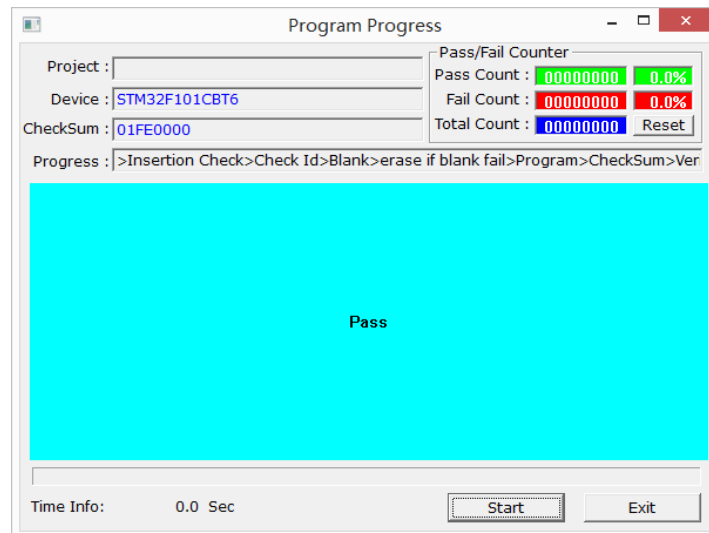 Program Progress
Project :
Device : STM32F101CBT6
CheckSum : 01FE0000
Pass/Fail Counter
Pass Count : 00000000 0.0%
Fail Count : 00000000 0.0%
Total Count : 00000000 Reset
Progress : >Insertion Check>Check Id>Blank>erase if blank fail>Program>CheckSum>Ver
Pass
Time Info: 0.0 Sec
Start
Exit